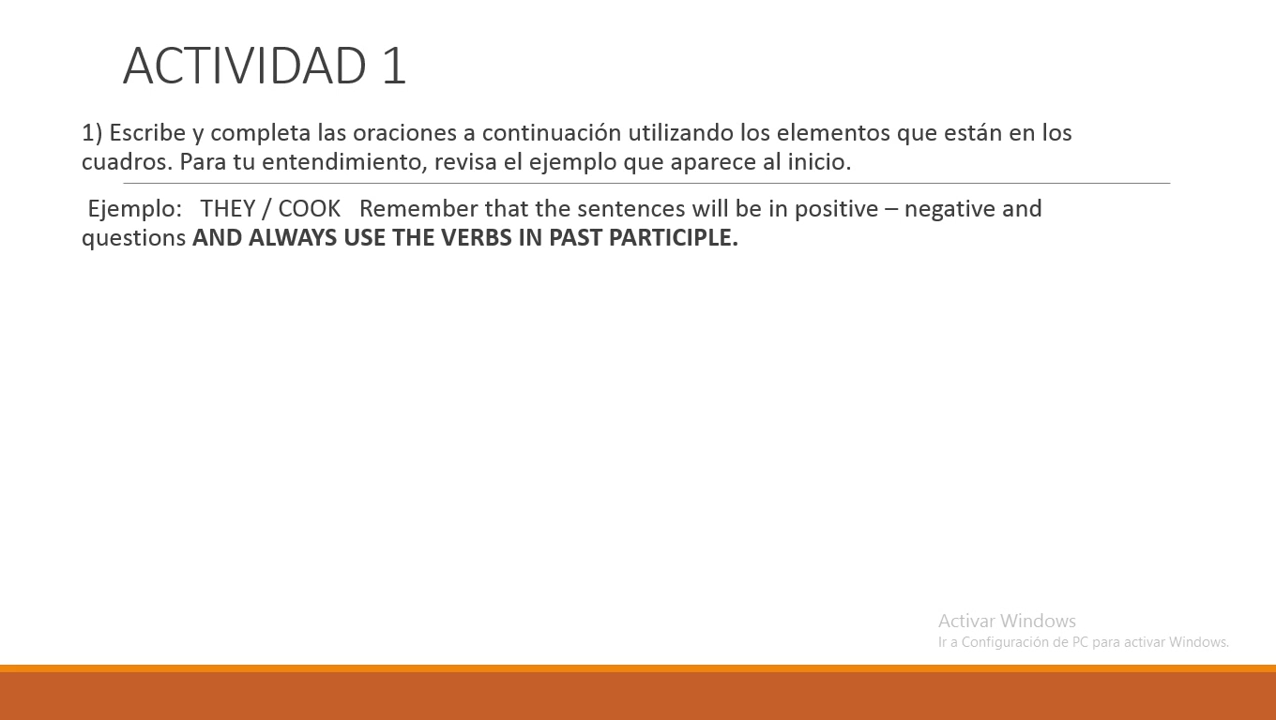 ACTIVIDAD 1
1) Escribe y completa las oraciones a continuación utilizando los elementos que están en los
cuadros. Para tu entendimiento, revisa el ejemplo que aparece al inicio.
Ejemplo: THEY / COOK Remember that the sentences will be in positive – negative and
questions AND ALWAYS USE THE VERBS IN PAST PARTICIPLE.
Activar Windows
Ir a Configuración de PC para activar Windows.